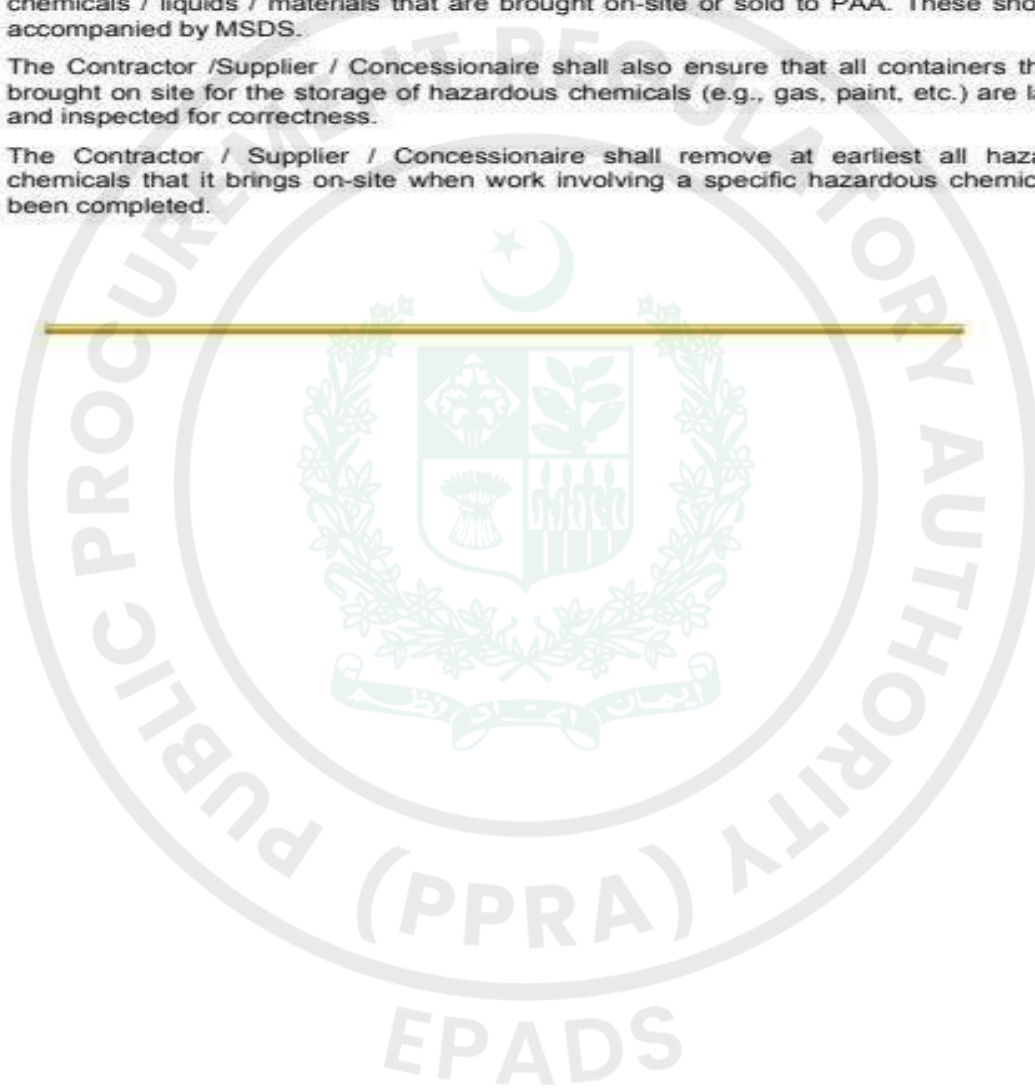 chemicals / liquids / materials that are brought on-site or sold to PAA. These sho
accompanied by MSDS.
The Contractor /Supplier / Concessionaire shall also ensure that all containers th
brought on site for the storage of hazardous chemicals (e.g., gas, paint, etc.) are la
and inspected for correctness.
The Contractor / Supplier / Concessionaire shall remove at earliest all haza
chemicals that it brings on-site when work involving a specific hazardous chemic
been completed.
PUBLIC PROCUREMENT REGULATORY AUTHORITY
(PPRA)
EPADS